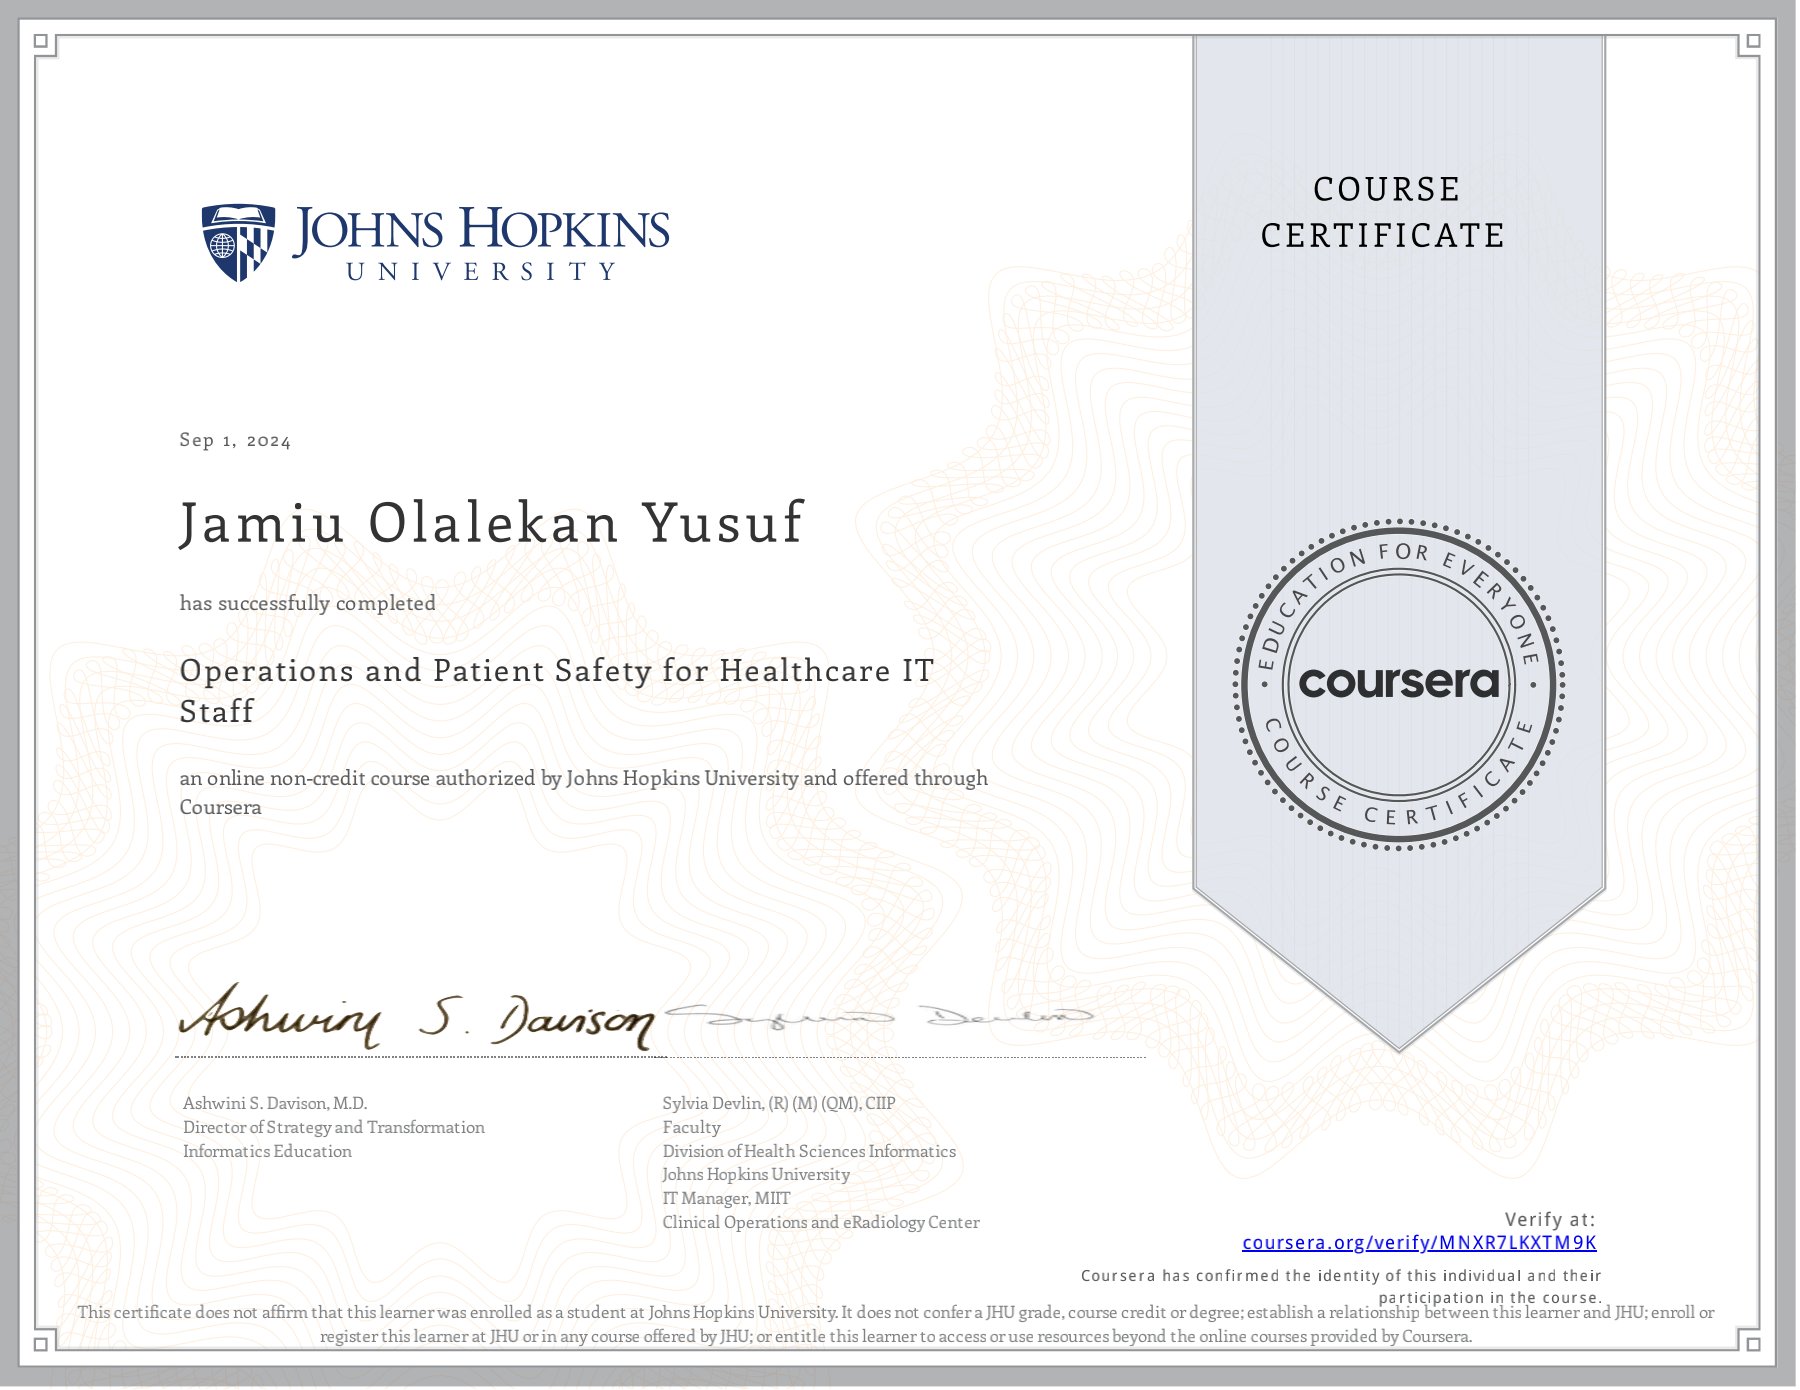 JOHNS HOPKINS
UNIVERSITY
COURSE
CERTIFICATE
Sep 1, 2024
Jamiu Olalekan Yusuf
has successfully completed
Operations and Patient Safety for Healthcare IT
Staff
an online non-credit course authorized by Johns Hopkins University and offered through
Coursera
EDUCATION FOR EVERYONE
coursera
COURSE CERTIFICATE
Ashwini S. Davison
Sylvia Devlin
Ashwini S. Davison, M.D.
Director of Strategy and Transformation
Informatics Education
Sylvia Devlin, (R) (M) (QM), CIIP
Faculty
Division of Health Sciences Informatics
Johns Hopkins University
IT Manager, MIIT
Clinical Operations and eRadiology Center
Verify at:
coursera.org/verify/MNXR7LKXTM9K
Coursera has confirmed the identity of this individual and their
participation in the course.
This certificate does not affirm that this learner was enrolled as a student at Johns Hopkins University. It does not confer a JHU grade, course credit or degree; establish a relationship between this learner and JHU; enroll or
register this learner at JHU or in any course offered by JHU; or entitle this learner to access or use resources beyond the online courses provided by Coursera.